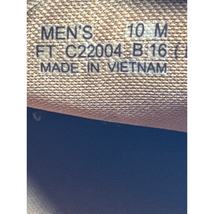 MEN'S 10 M
FT C22004 B 16 (
MADE IN VIETNAM